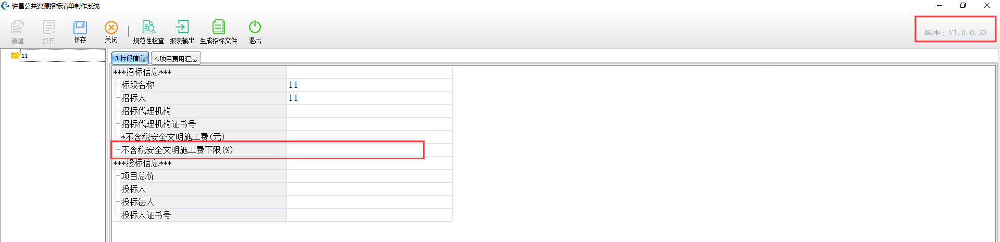 许昌公共资源招标清单制作系统
新建 打开 保存 关闭 规范性检查 报表输出 生成招标文件 退出
版本: V1.0.0.30
11
3.标段信息 4.项目费用汇总
***招标信息***
标段名称 11
招标人 11
招标代理机构
招标代理机构证书号
*不含税安全文明施工费(元)
不含税安全文明施工费下限(%)
***投标信息***
项目总价
投标人
投标法人
投标人证书号